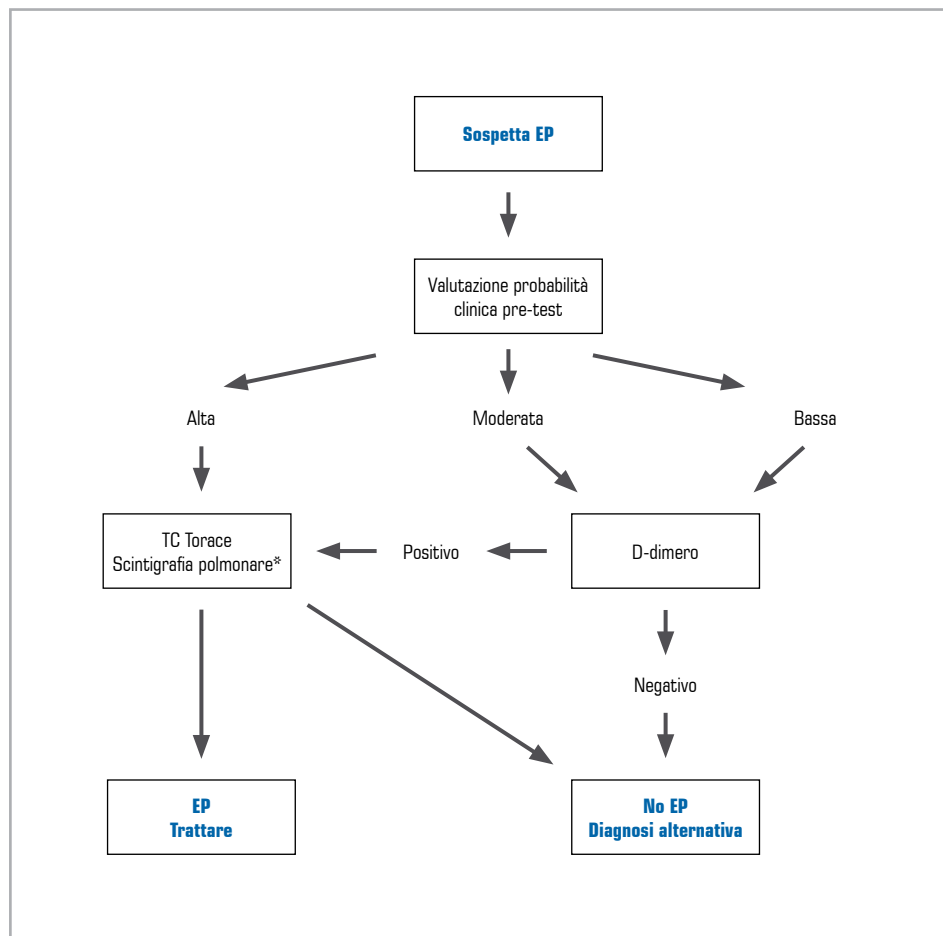 Sospetta EP
Valutazione probabilità
clinica pre-test
Alta
Moderata
Bassa
TC Torace
Scintigrafia polmonare*
Positivo
D-dimero
Negativo
EP
Trattare
No EP
Diagnosi alternativa